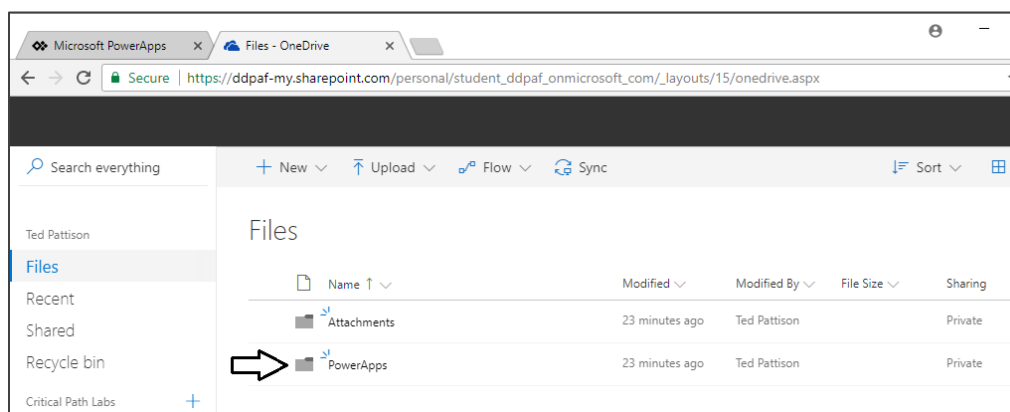 Microsoft PowerApps
Files - OneDrive
Secure https://ddpaf-my.sharepoint.com/personal/student_ddpaf_onmicrosoft_com/_layouts/15/onedrive.aspx
Search everything
New Upload Flow Sync Sort
Ted Pattison
Files
Recent
Shared
Recycle bin
Critical Path Labs
Files
Name Modified Modified By File Size Sharing
Attachments 23 minutes ago Ted Pattison Private
PowerApps 23 minutes ago Ted Pattison Private